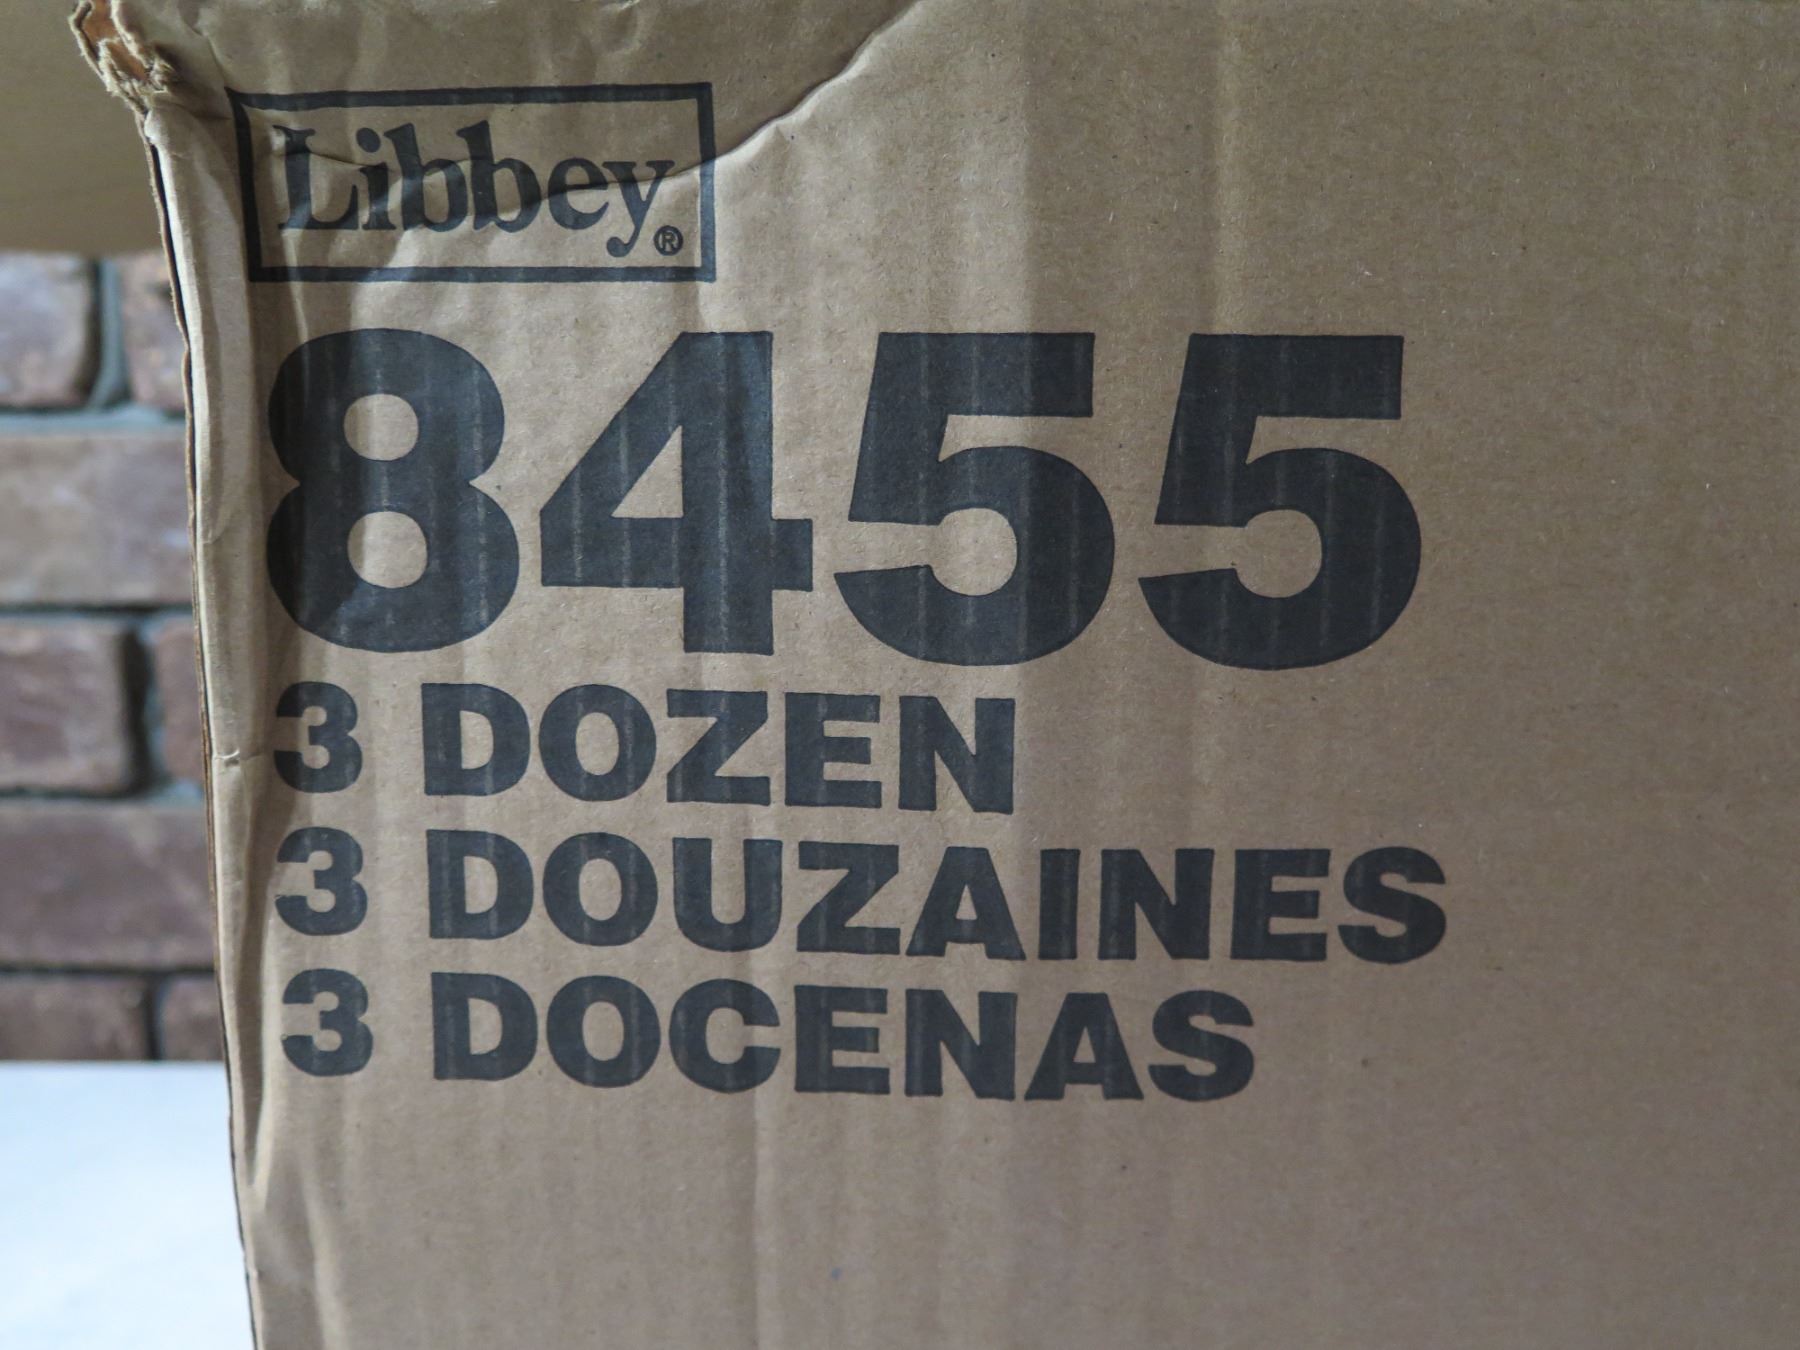 Libbey®
8455
3 DOZEN
3 DOUZAINES
3 DOCENAS